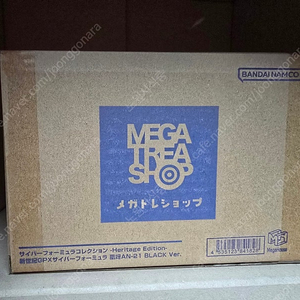 BANDAI NAMCO
MEGA
TREA
SHOP
メガトレショップ
サイバーフォーミュラコレクション -Heritage Edition-
新世紀GPXサイバーフォーミュラ 凰呀AN-21 BLACK Ver.
MegaHouse